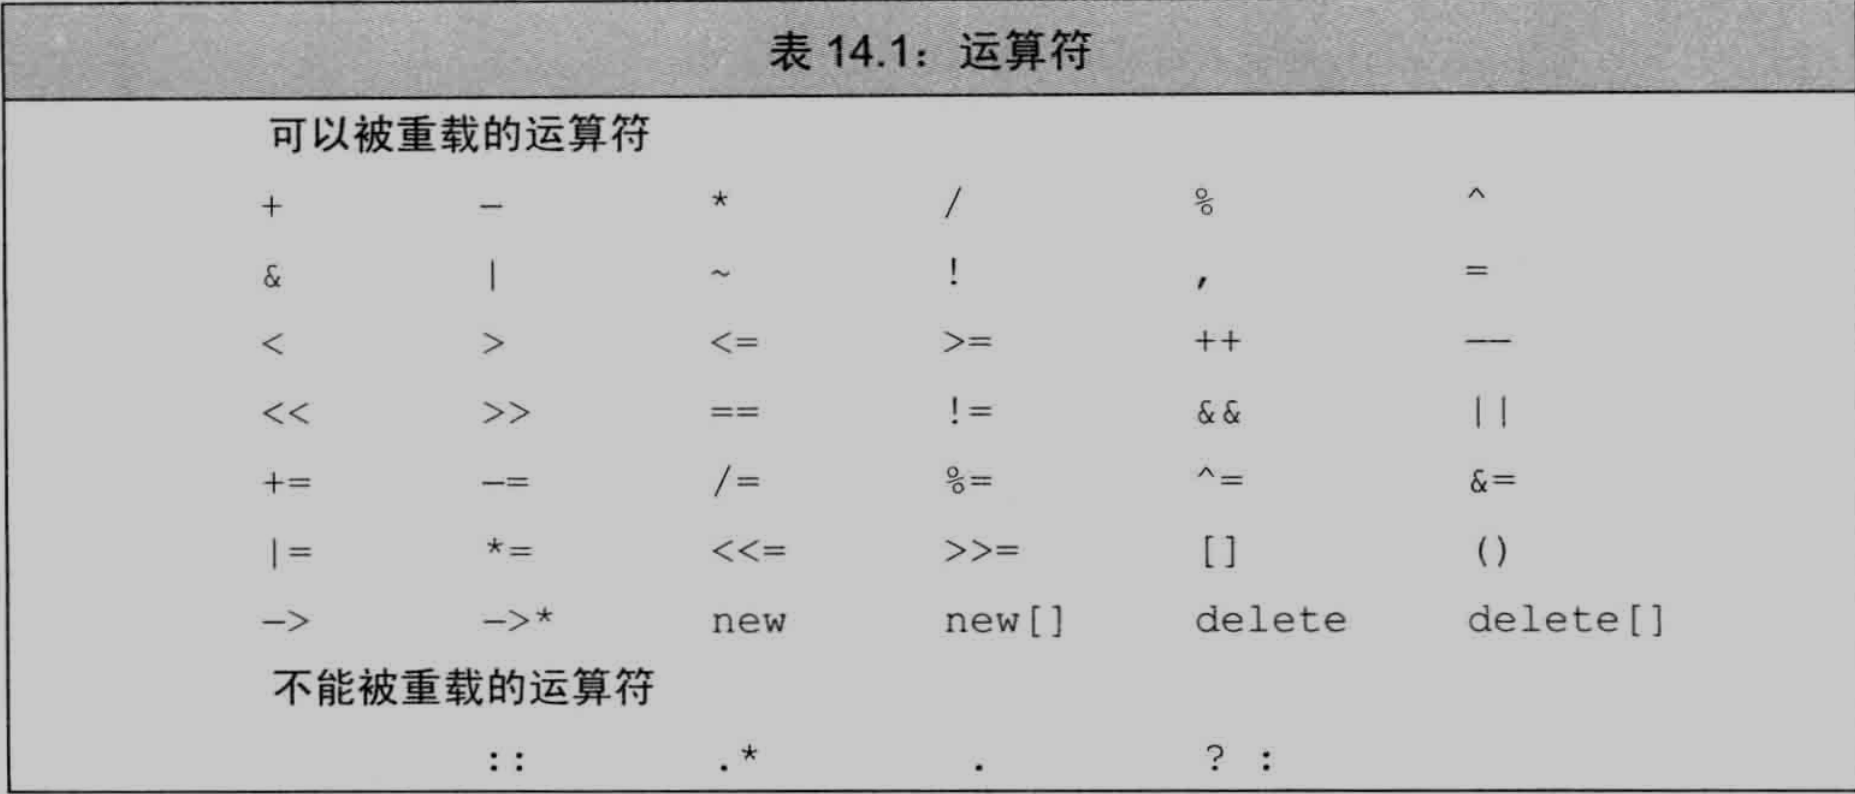 表 14.1：运算符
可以被重载的运算符
+ - * / % ^
& | ~ ! , =
< > <= >= ++ --
<< >> == != && ||
+= -= /= %= ^= &=
|= *= <<= >>= [] ()
-> ->* new new[] delete delete[]
不能被重载的运算符
:: .* . ? :